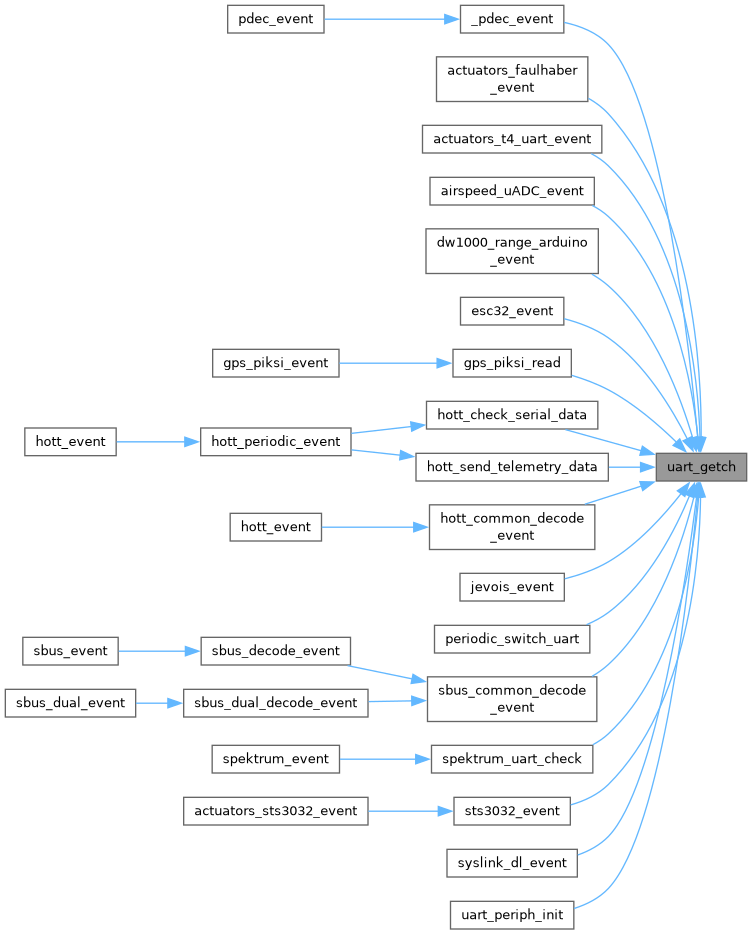 pdec_event
_pdec_event
actuators_faulhaber
_event
actuators_t4_uart_event
airspeed_uADC_event
dw1000_range_arduino
_event
esc32_event
gps_piksi_event
gps_piksi_read
hott_check_serial_data
hott_event
hott_periodic_event
hott_send_telemetry_data
uart_getch
hott_event
hott_common_decode
_event
jevois_event
periodic_switch_uart
sbus_event
sbus_decode_event
sbus_dual_event
sbus_dual_decode_event
sbus_common_decode
_event
spektrum_event
spektrum_uart_check
actuators_sts3032_event
sts3032_event
syslink_dl_event
uart_periph_init